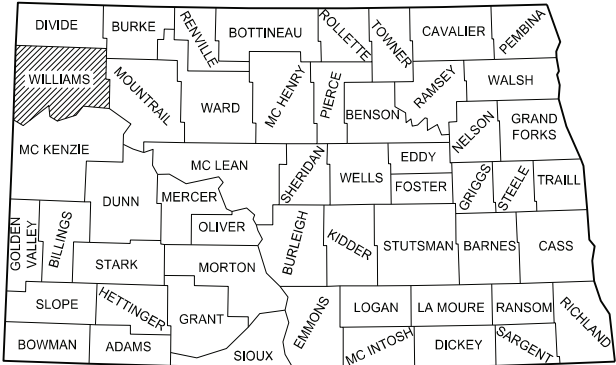 DIVIDE
BURKE
RENVILLE
BOTTINEAU
ROLLETTE
TOWNER
CAVALIER
PEMBINA
WILLIAMS
MOUNTRAIL
WARD
MC HENRY
PIERCE
BENSON
RAMSEY
WALSH
NELSON
GRAND
FORKS
MC KENZIE
DUNN
MC LEAN
MERCER
OLIVER
SHERIDAN
WELLS
EDDY
FOSTER
GRIGGS
STEELE
TRAILL
GOLDEN
VALLEY
BILLINGS
STARK
MORTON
BURLEIGH
KIDDER
STUTSMAN
BARNES
CASS
SLOPE
HETTINGER
GRANT
EMMONS
LOGAN
LA MOURE
RANSOM
RICHLAND
BOWMAN
ADAMS
SIOUX
MC INTOSH
DICKEY
SARGENT